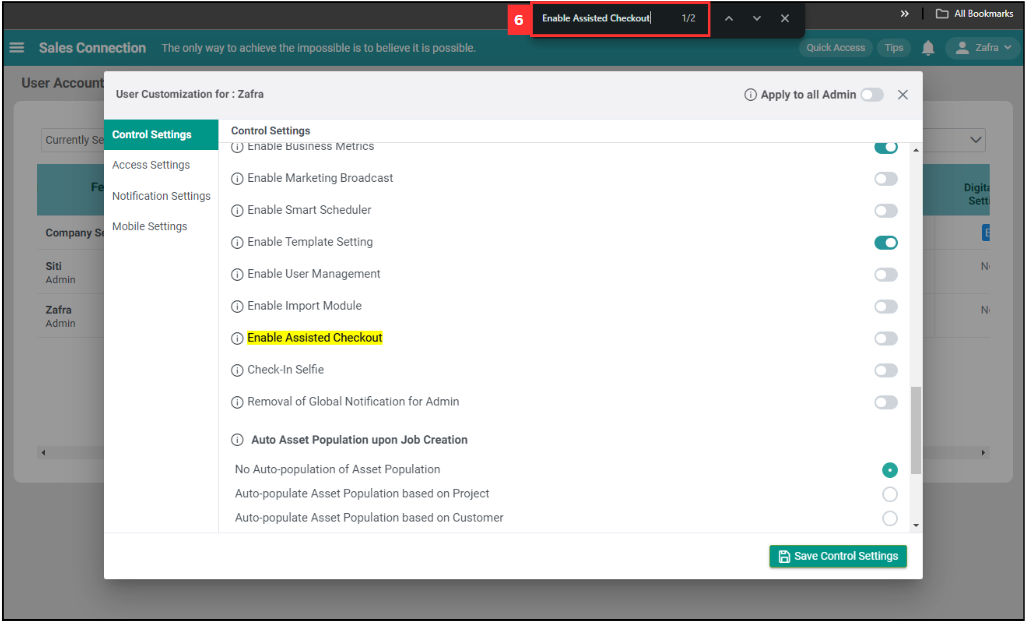 6
Enable Assisted Checkout
1/2
All Bookmarks
Sales Connection
The only way to achieve the impossible is to believe it is possible.
Quick Access
Tips
Zafra
User Account
User Customization for : Zafra
Apply to all Admin
Control Settings
Access Settings
Notification Settings
Mobile Settings
Control Settings
Enable Business Metrics
Enable Marketing Broadcast
Enable Smart Scheduler
Enable Template Setting
Enable User Management
Enable Import Module
Enable Assisted Checkout
Check-In Selfie
Removal of Global Notification for Admin
Auto Asset Population upon Job Creation
No Auto-population of Asset Population
Auto-populate Asset Population based on Project
Auto-populate Asset Population based on Customer
Save Control Settings
Currently Se
Fe
Company Se
Siti
Admin
Zafra
Admin
Digita
Setti